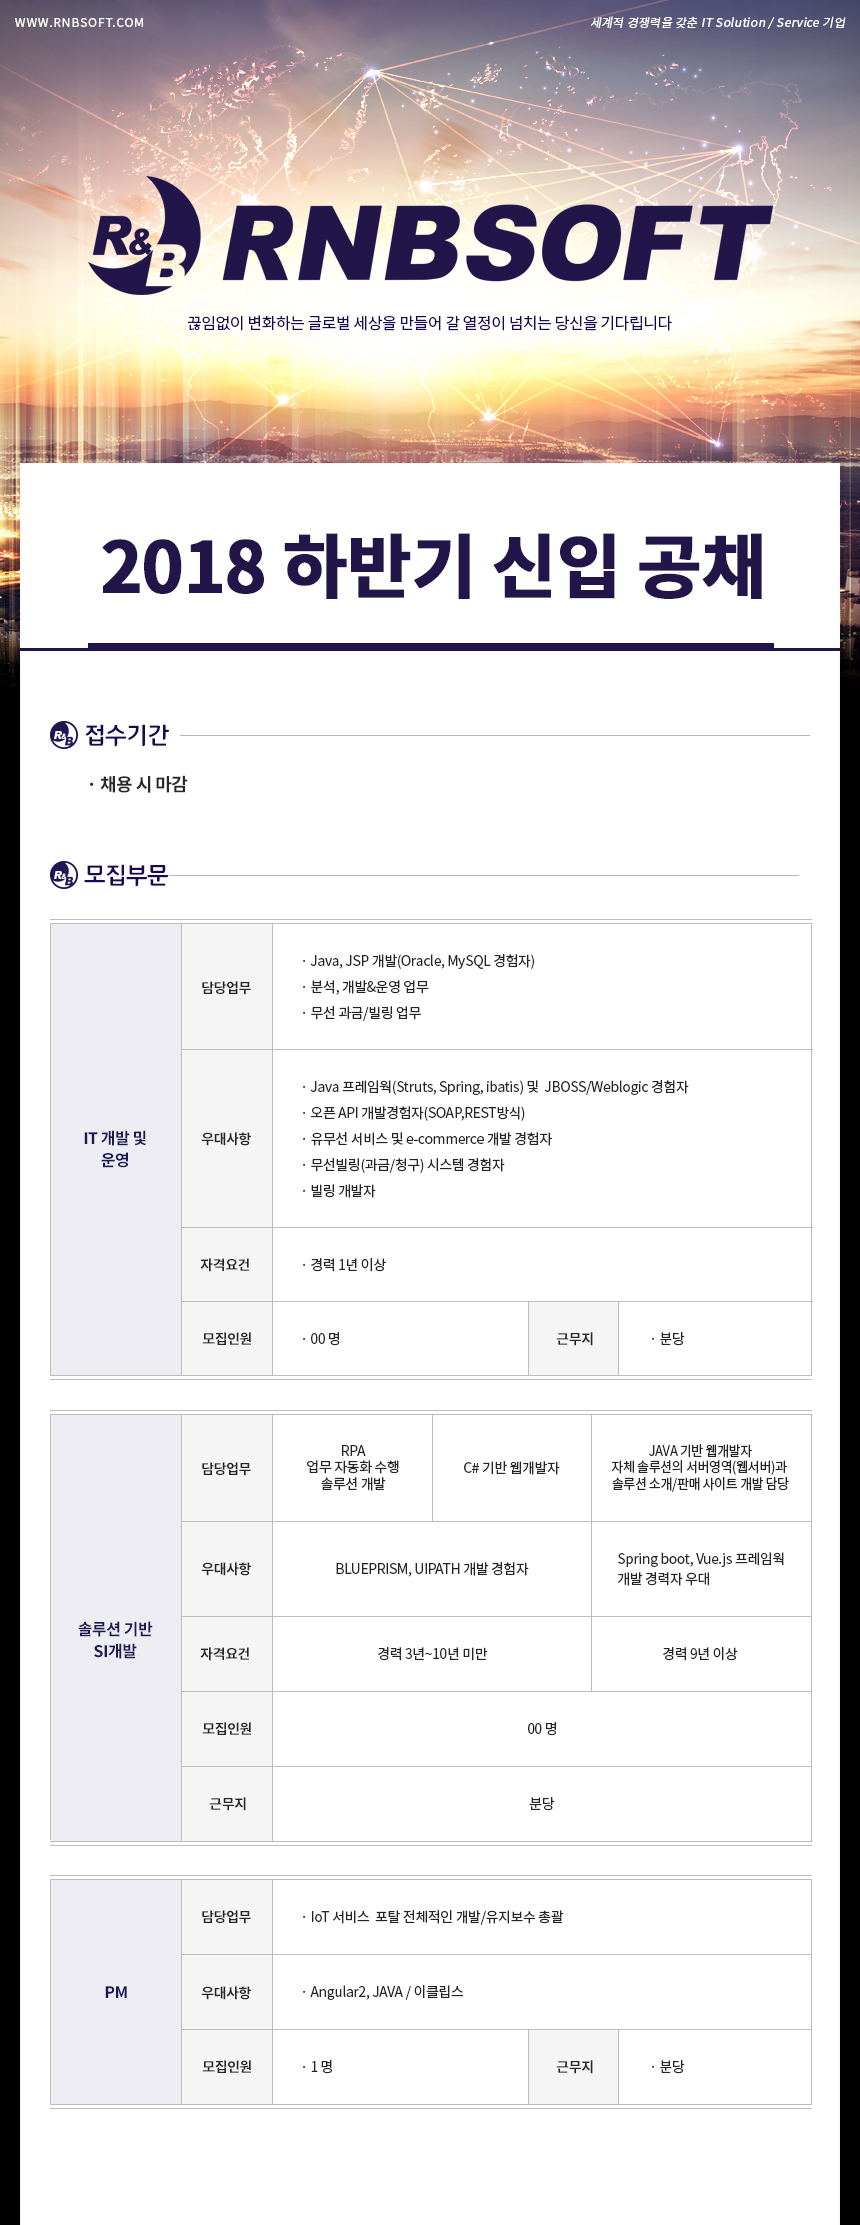 WWW.RNBSOFT.COM
세계적 경쟁력을 갖춘 IT Solution / Service 기업
R&B RNBSOFT
끊임없이 변화하는 글로벌 세상을 만들어 갈 열정이 넘치는 당신을 기다립니다
2018 하반기 신입 공채
R&B 접수기간
· 채용 시 마감
R&B 모집부문
IT 개발 및
운영
담당업무
· Java, JSP 개발(Oracle, MySQL 경험자)
· 분석, 개발&운영 업무
· 무선 과금/빌링 업무
우대사항
· Java 프레임웍(Struts, Spring, ibatis) 및 JBOSS/Weblogic 경험자
· 오픈 API 개발경험자(SOAP,REST방식)
· 유무선 서비스 및 e-commerce 개발 경험자
· 무선빌링(과금/청구) 시스템 경험자
· 빌링 개발자
자격요건
· 경력 1년 이상
모집인원
· 00 명
근무지
· 분당
솔루션 기반
SI개발
담당업무
RPA
업무 자동화 수행
솔루션 개발
C# 기반 웹개발자
JAVA 기반 웹개발자
자체 솔루션의 서버영역(웹서버)과
솔루션 소개/판매 사이트 개발 담당
우대사항
BLUEPRISM, UIPATH 개발 경험자
Spring boot, Vue.js 프레임웍
개발 경력자 우대
자격요건
경력 3년~10년 미만
경력 9년 이상
모집인원
00 명
근무지
분당
PM
담당업무
· IoT 서비스 포탈 전체적인 개발/유지보수 총괄
우대사항
· Angular2, JAVA / 이클립스
모집인원
· 1 명
근무지
· 분당